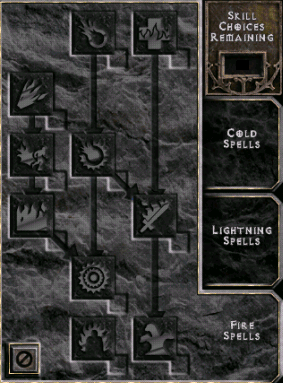 Skill
Choices
Remaining
Cold
Spells
Lightning
Spells
Fire
Spells